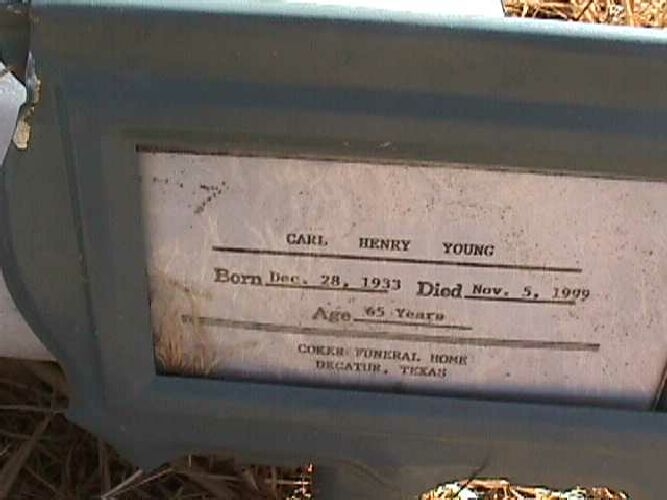 CARL HENRY YOUNG
Born Dec. 28, 1933 Died Nov. 5, 1999
Age 65 Years
COKER FUNERAL HOME
DECATUR, TEXAS